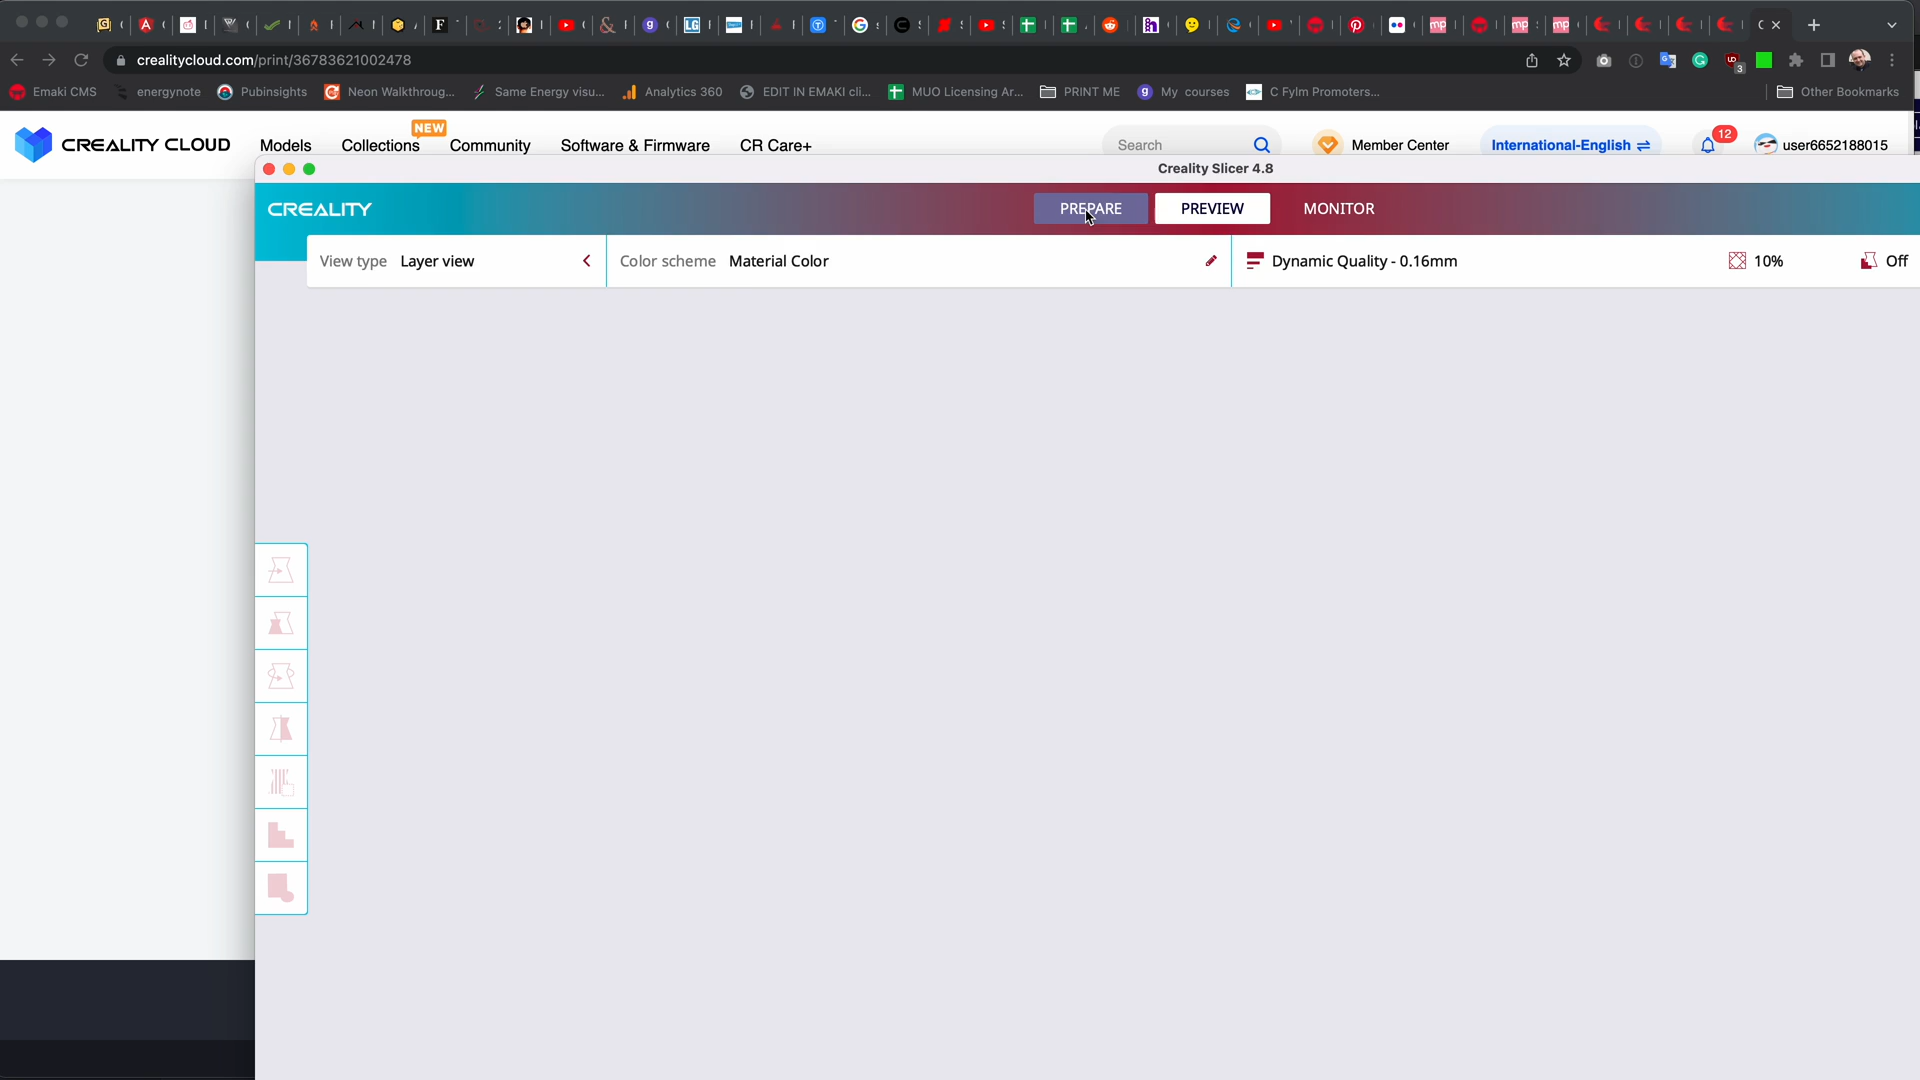 crealitycloud.com/print/36783621002478
3
Emaki CMS energynote Pubinsights Neon Walkthroug... Same Energy visu... Analytics 360 EDIT IN EMAKI cli... MUO Licensing Ar... PRINT ME My courses C Fylm Promoters... Other Bookmarks
NEW
CREALITY CLOUD Models Collections Community Software & Firmware CR Care+ Search Member Center International-English 12 user6652188015
Creality Slicer 4.8
CREALITY PREPARE PREVIEW MONITOR
View type Layer view Color scheme Material Color Dynamic Quality - 0.16mm 10% Off